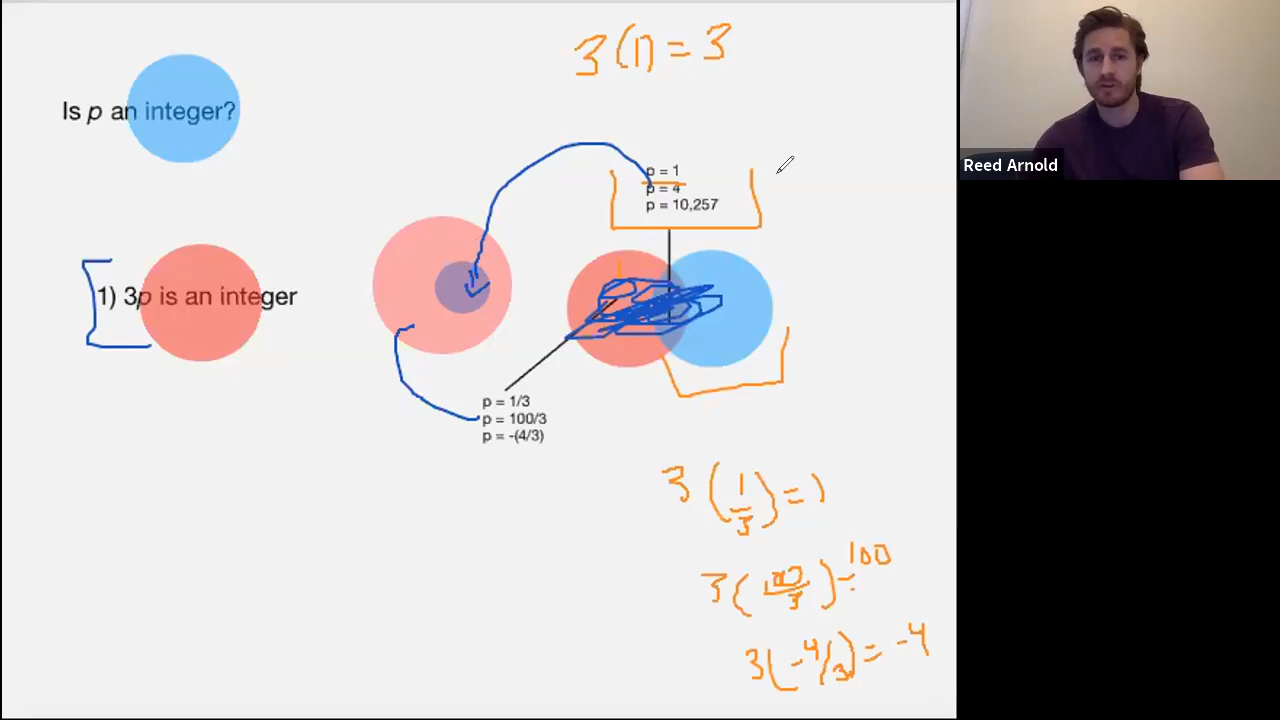 3(1) = 3
Is p an integer?
Reed Arnold
p = 1
p = 4
p = 10,257
1) 3p is an integer
p = 1/3
p = 100/3
p = -(4/3)
3(1/3) = 1
3(100/3) = 100
3(-4/3) = -4